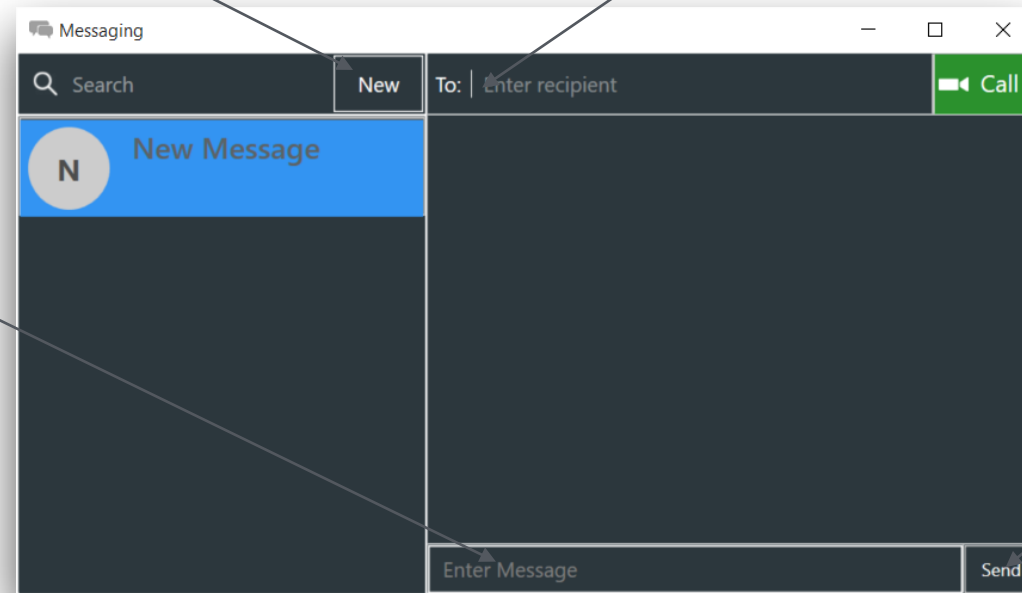 Messaging
Search
New
To: Enter recipient
Call
N
New Message
Enter Message
Send